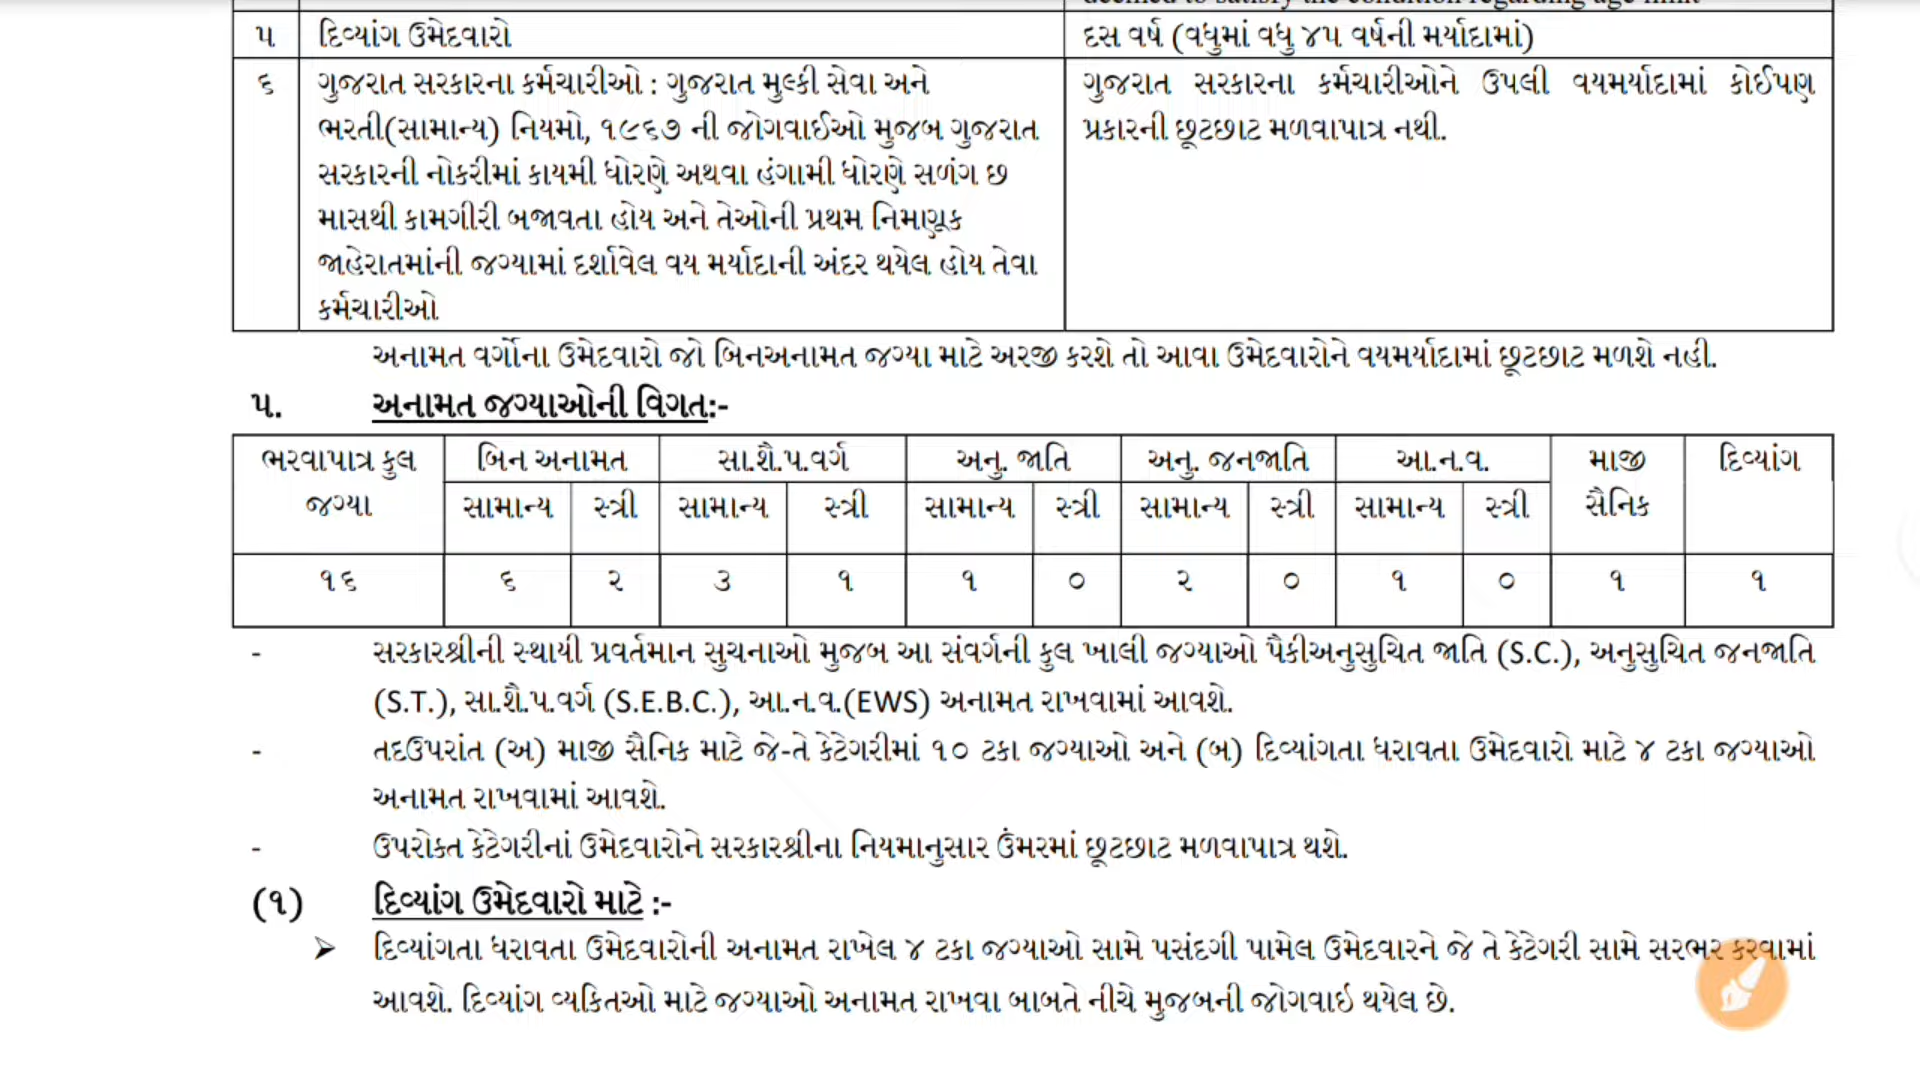 deemed to satisfy the condition regarding age limit
૫ દિવ્યાંગ ઉમેદવારો દસ વર્ષ (વધુમાં વધુ ૪૫ વર્ષની મર્યાદામાં)
૬ ગુજરાત સરકારના કર્મચારીઓ : ગુજરાત મુલ્કી સેવા અને
ભરતી(સામાન્ય) નિયમો, ૧૯૬૭ ની જોગવાઈઓ મુજબ ગુજરાત
સરકારની નોકરીમાં કાયમી ધોરણે અથવા હંગામી ધોરણે સળંગ છ
માસથી કામગીરી બજાવતા હોય અને તેઓની પ્રથમ નિમણૂક
જાહેરાતમાંની જગ્યામાં દર્શાવેલ વય મર્યાદાની અંદર થયેલ હોય તેવા
કર્મચારીઓ
ગુજરાત સરકારના કર્મચારીઓને ઉપલી વયમર્યાદામાં કોઈપણ
પ્રકારની છૂટછાટ મળવાપાત્ર નથી.
અનામત વર્ગોના ઉમેદવારો જો બિનઅનામત જગ્યા માટે અરજી કરશે તો આવા ઉમેદવારોને વયમર્યાદામાં છૂટછાટ મળશે નહી.
૫. અનામત જગ્યાઓની વિગત:-
ભરવાપાત્ર કુલ બિન અનામત સા.શૈ.પ.વર્ગ અનુ. જાતિ અનુ. જનજાતિ આ.ન.વ. માજી દિવ્યાંગ
જગ્યા સામાન્ય સ્ત્રી સામાન્ય સ્ત્રી સામાન્ય સ્ત્રી સામાન્ય સ્ત્રી સામાન્ય સ્ત્રી સૈનિક
૧૬ ૬ ૨ ૩ ૧ ૧ ૦ ૨ ૦ ૧ ૦ ૧ ૧
- સરકારશ્રીની સ્થાયી પ્રવર્તમાન સુચનાઓ મુજબ આ સંવર્ગની કુલ ખાલી જગ્યાઓ પૈકીઅનુસુચિત જાતિ (S.C.), અનુસુચિત જનજાતિ
(S.T.), સા.શૈ.પ.વર્ગ (S.E.B.C.), આ.ન.વ.(EWS) અનામત રાખવામાં આવશે.
- તદઉપરાંત (અ) માજી સૈનિક માટે જે-તે કેટેગરીમાં ૧૦ ટકા જગ્યાઓ અને (બ) દિવ્યાંગતા ધરાવતા ઉમેદવારો માટે ૪ ટકા જગ્યાઓ
અનામત રાખવામાં આવશે.
- ઉપરોક્ત કેટેગરીનાં ઉમેદવારોને સરકારશ્રીના નિયમાનુસાર ઉંમરમાં છૂટછાટ મળવાપાત્ર થશે.
(૧) દિવ્યાંગ ઉમેદવારો માટે :-
➢ દિવ્યાંગતા ધરાવતા ઉમેદવારોની અનામત રાખેલ ૪ ટકા જગ્યાઓ સામે પસંદગી પામેલ ઉમેદવારને જે તે કેટેગરી સામે સરભર કરવામાં
આવશે. દિવ્યાંગ વ્યકિતઓ માટે જગ્યાઓ અનામત રાખવા બાબતે નીચે મુજબની જોગવાઇ થયેલ છે.